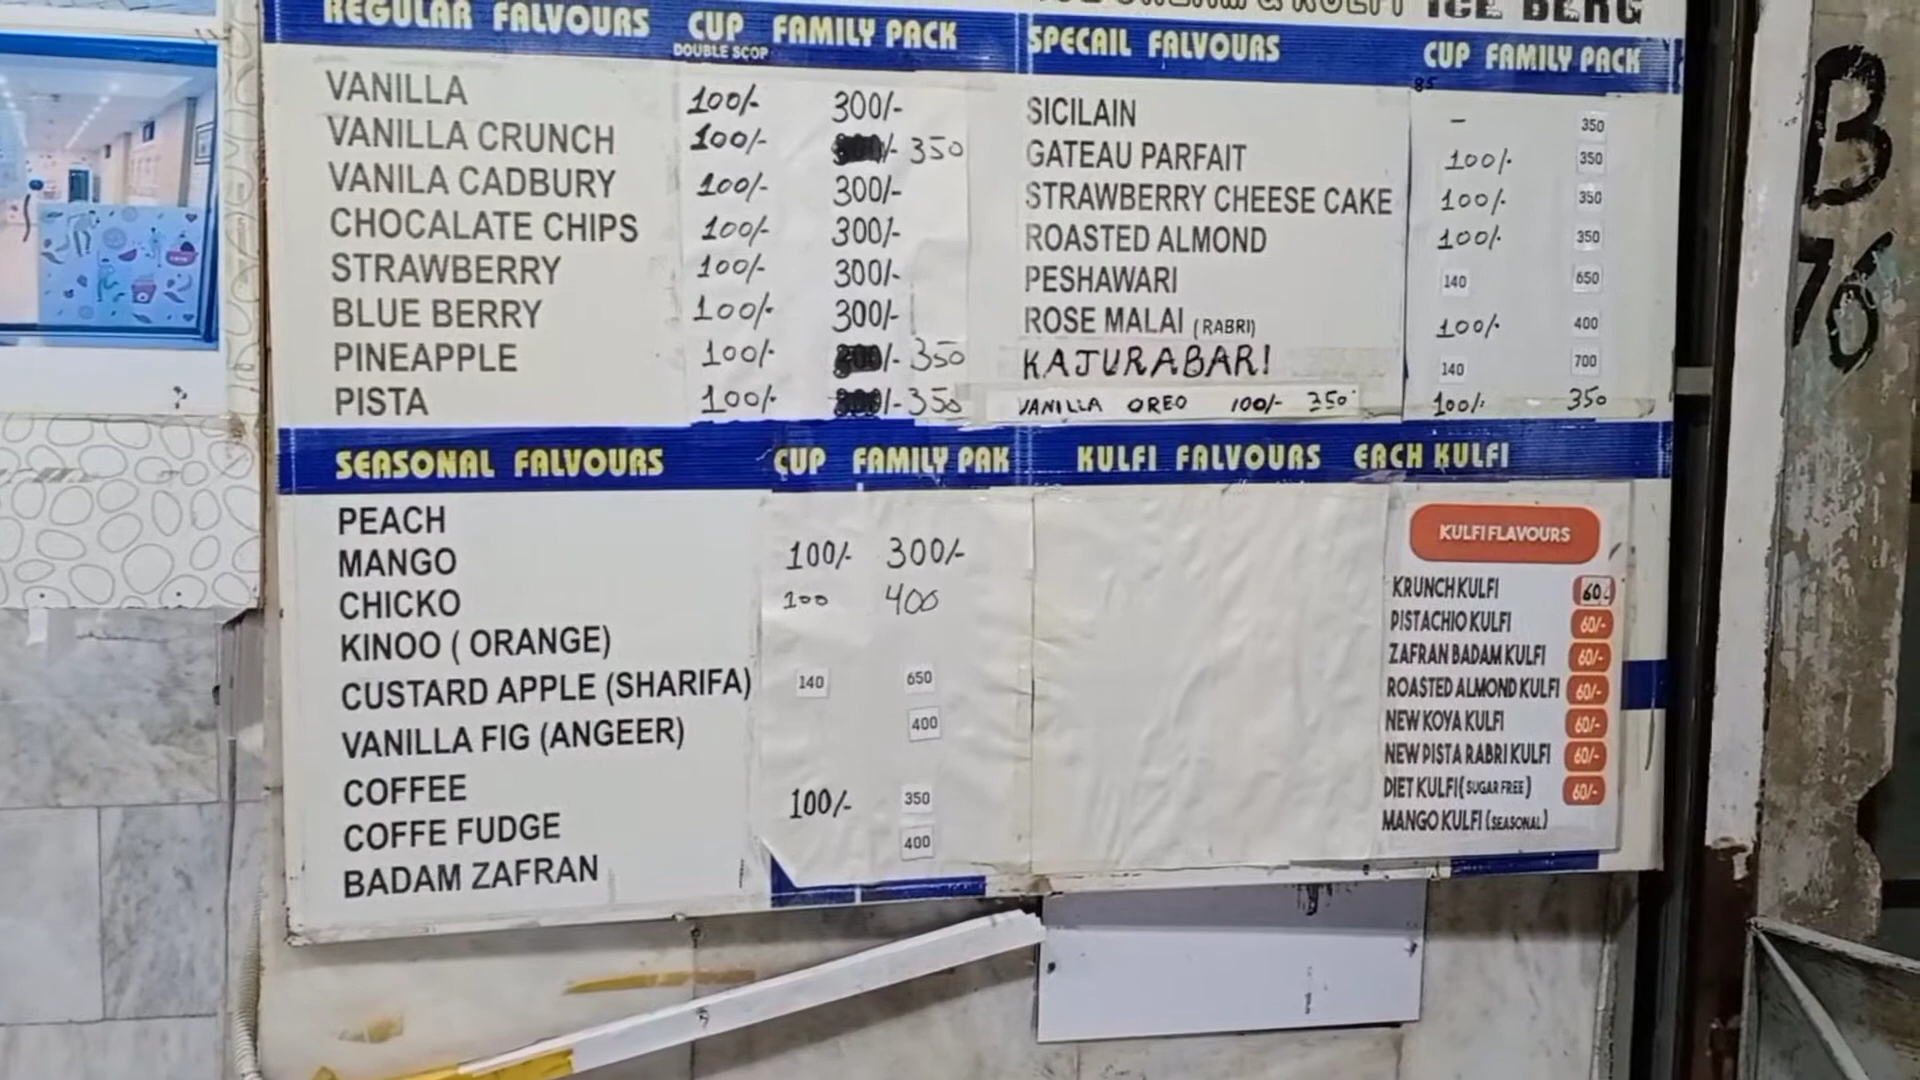 ICE BERG
REGULAR FALVOURS CUP FAMILY PACK
DOUBLE SCOP
VANILLA 100/- 300/-
VANILLA CRUNCH 100/- /- 350
VANILA CADBURY 100/- 300/-
CHOCALATE CHIPS 100/- 300/-
STRAWBERRY 100/- 300/-
BLUE BERRY 100/- 300/-
PINEAPPLE 100/- /- 350
PISTA 100/- /- 350
SPECAIL FALVOURS CUP FAMILY PACK
85
SICILAIN - 350
GATEAU PARFAIT 100/- 350
STRAWBERRY CHEESE CAKE 100/- 350
ROASTED ALMOND 100/- 350
PESHAWARI 140 650
ROSE MALAI (RABRI) 100/- 400
KAJURABARI 140 700
VANILLA OREO 100/- 350 100/- 350
SEASONAL FALVOURS CUP FAMILY PAK
PEACH
MANGO 100/- 300/-
CHICKO 100 400
KINOO ( ORANGE)
CUSTARD APPLE (SHARIFA) 140 650
VANILLA FIG (ANGEER) 400
COFFEE 100/- 350
COFFE FUDGE 400
BADAM ZAFRAN
KULFI FALVOURS EACH KULFI
KULFI FLAVOURS
KRUNCH KULFI 60
PISTACHIO KULFI 60/-
ZAFRAN BADAM KULFI 60/-
ROASTED ALMOND KULFI 60/-
NEW KOYA KULFI 60/-
NEW PISTA RABRI KULFI 60/-
DIET KULFI (SUGAR FREE) 60/-
MANGO KULFI (SEASONAL)
B
76